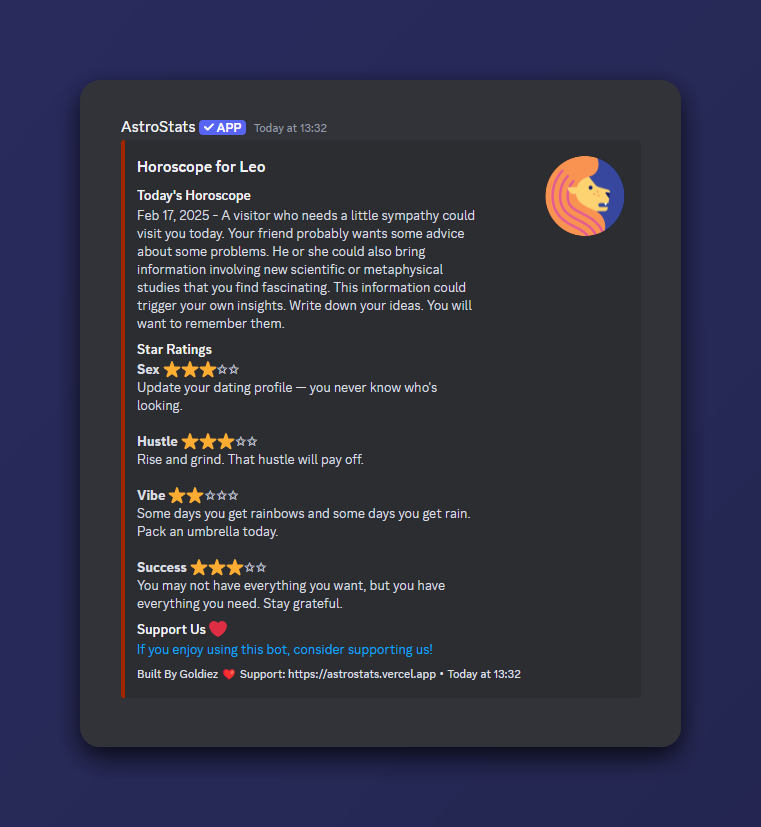 AstroStats ✓ APP Today at 13:32
Horoscope for Leo
Today's Horoscope
Feb 17, 2025 - A visitor who needs a little sympathy could
visit you today. Your friend probably wants some advice
about some problems. He or she could also bring
information involving new scientific or metaphysical
studies that you find fascinating. This information could
trigger your own insights. Write down your ideas. You will
want to remember them.
Star Ratings
Sex ⭐⭐⭐☆☆
Update your dating profile — you never know who's
looking.
Hustle ⭐⭐⭐☆☆
Rise and grind. That hustle will pay off.
Vibe ⭐⭐☆☆☆
Some days you get rainbows and some days you get rain.
Pack an umbrella today.
Success ⭐⭐⭐☆☆
You may not have everything you want, but you have
everything you need. Stay grateful.
Support Us ❤️
If you enjoy using this bot, consider supporting us!
Built By Goldiez ❤️ Support: https://astrostats.vercel.app • Today at 13:32